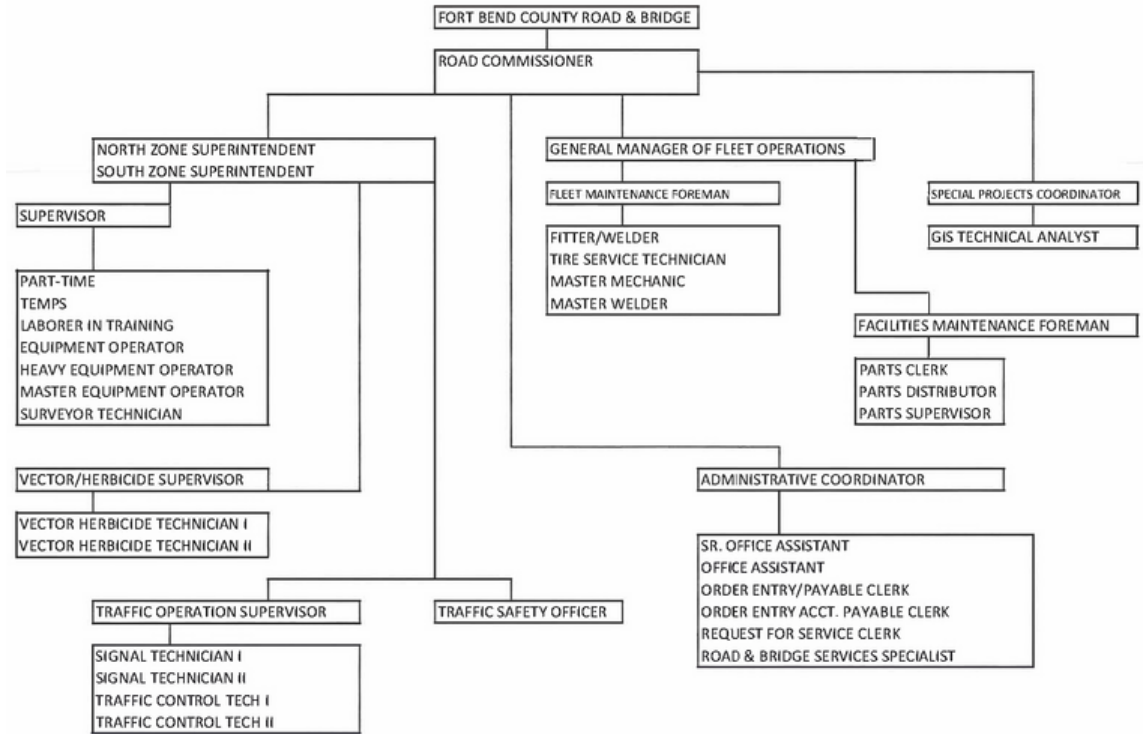 FORT BEND COUNTY ROAD & BRIDGE
ROAD COMMISSIONER
NORTH ZONE SUPERINTENDENT
SOUTH ZONE SUPERINTENDENT
SUPERVISOR
PART-TIME
TEMPS
LABORER IN TRAINING
EQUIPMENT OPERATOR
HEAVY EQUIPMENT OPERATOR
MASTER EQUIPMENT OPERATOR
SURVEYOR TECHNICIAN
VECTOR/HERBICIDE SUPERVISOR
VECTOR HERBICIDE TECHNICIAN I
VECTOR HERBICIDE TECHNICIAN II
TRAFFIC OPERATION SUPERVISOR
SIGNAL TECHNICIAN I
SIGNAL TECHNICIAN II
TRAFFIC CONTROL TECH I
TRAFFIC CONTROL TECH II
TRAFFIC SAFETY OFFICER
GENERAL MANAGER OF FLEET OPERATIONS
FLEET MAINTENANCE FOREMAN
FITTER/WELDER
TIRE SERVICE TECHNICIAN
MASTER MECHANIC
MASTER WELDER
FACILITIES MAINTENANCE FOREMAN
PARTS CLERK
PARTS DISTRIBUTOR
PARTS SUPERVISOR
SPECIAL PROJECTS COORDINATOR
GIS TECHNICAL ANALYST
ADMINISTRATIVE COORDINATOR
SR. OFFICE ASSISTANT
OFFICE ASSISTANT
ORDER ENTRY/PAYABLE CLERK
ORDER ENTRY ACCT. PAYABLE CLERK
REQUEST FOR SERVICE CLERK
ROAD & BRIDGE SERVICES SPECIALIST